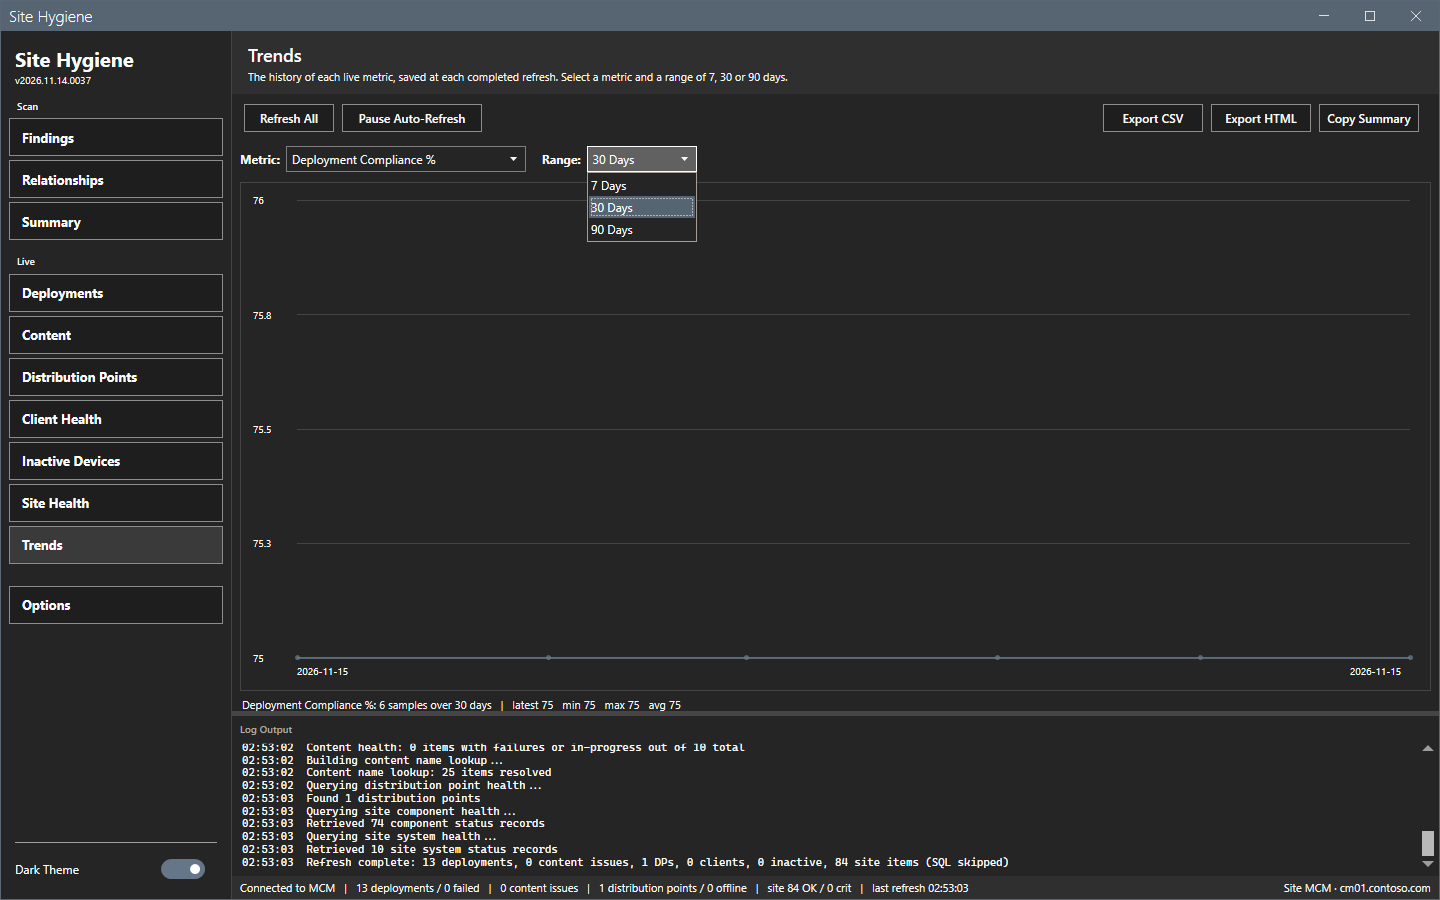 Site Hygiene
Site Hygiene
v2026.11.14.0037
Scan
Findings
Relationships
Summary
Live
Deployments
Content
Distribution Points
Client Health
Inactive Devices
Site Health
Trends
Options
Dark Theme
Trends
The history of each live metric, saved at each completed refresh. Select a metric and a range of 7, 30 or 90 days.
Refresh All
Pause Auto-Refresh
Export CSV
Export HTML
Copy Summary
Metric: Deployment Compliance %
Range: 30 Days
7 Days
30 Days
90 Days
76
75.8
75.5
75.3
75
2026-11-15
2026-11-15
Deployment Compliance %: 6 samples over 30 days | latest 75 min 75 max 75 avg 75
Log Output
02:53:02 Content health: 0 items with failures or in-progress out of 10 total
02:53:02 Building content name lookup...
02:53:02 Content name lookup: 25 items resolved
02:53:02 Querying distribution point health...
02:53:03 Found 1 distribution points
02:53:03 Querying site component health...
02:53:03 Retrieved 74 component status records
02:53:03 Querying site system health...
02:53:03 Retrieved 10 site system status records
02:53:03 Refresh complete: 13 deployments, 0 content issues, 1 DPs, 0 clients, 0 inactive, 84 site items (SQL skipped)
Connected to MCM | 13 deployments / 0 failed | 0 content issues | 1 distribution points / 0 offline | site 84 OK / 0 crit | last refresh 02:53:03
Site MCM · cm01.contoso.com